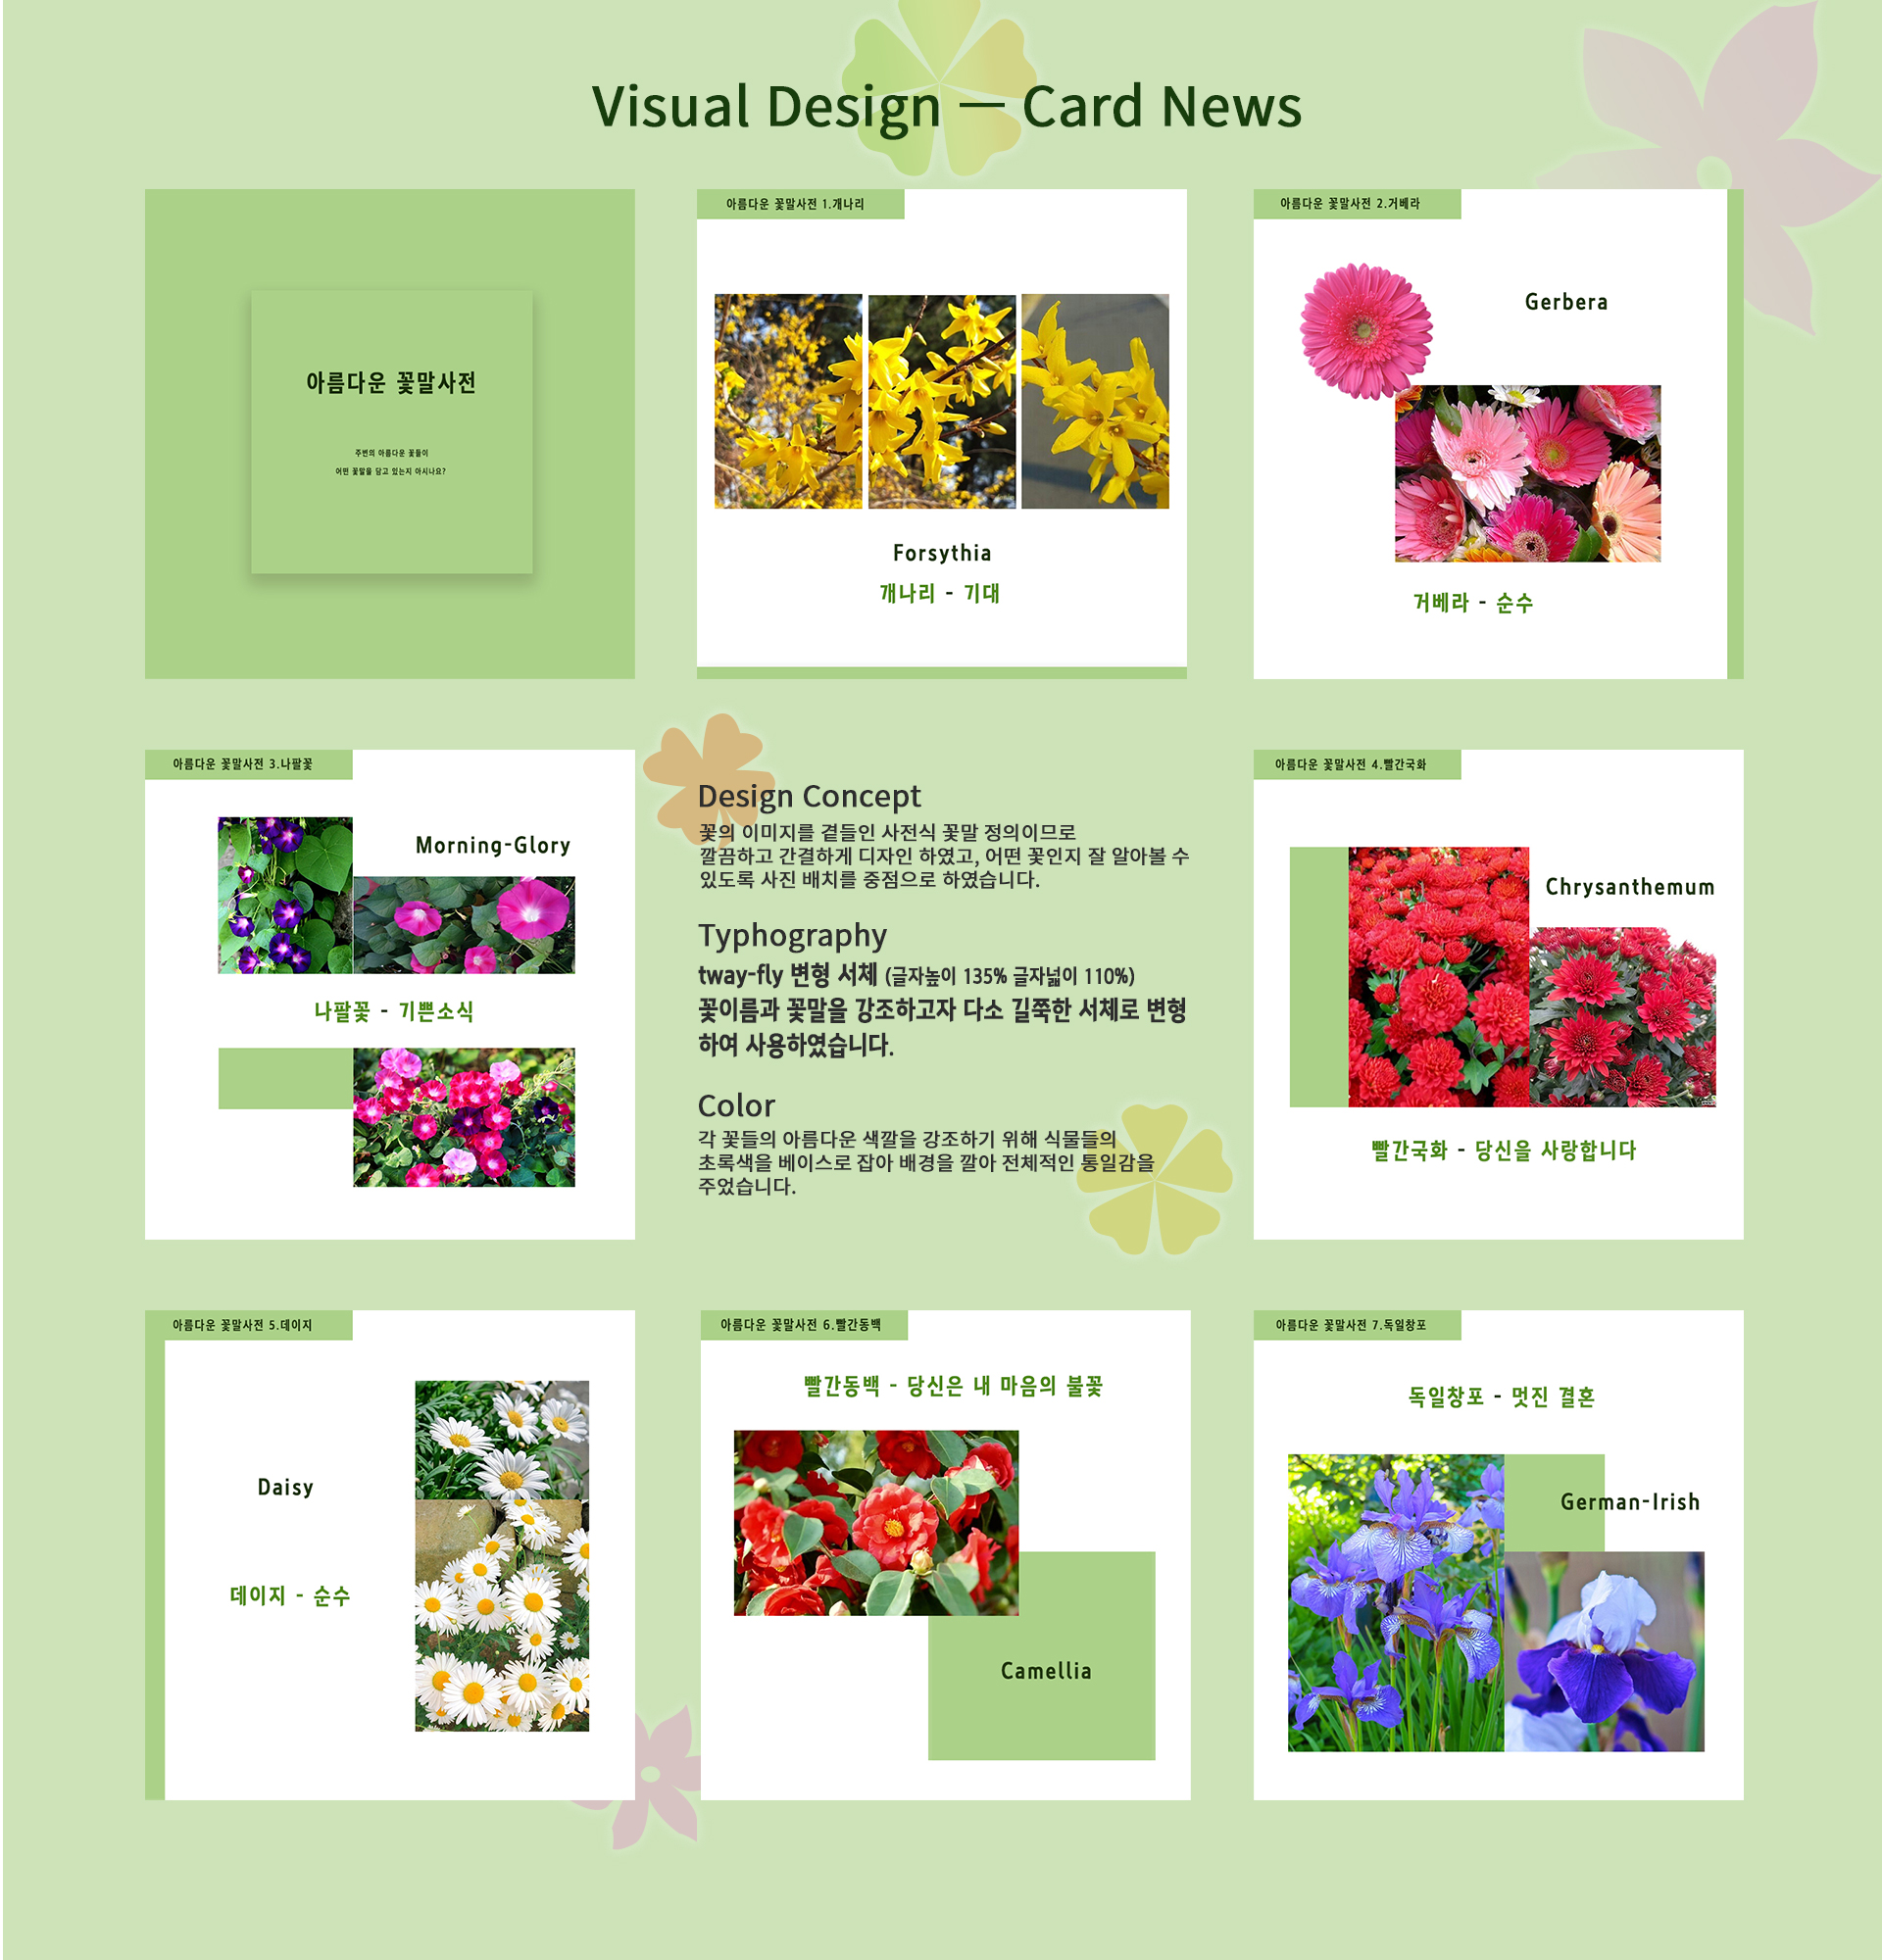 Visual Design — Card News
아름다운 꽃말사전
주변의 아름다운 꽃들이
어떤 꽃말을 담고 있는지 아시나요?
아름다운 꽃말사전 1.개나리
Forsythia
개나리 - 기대
아름다운 꽃말사전 2.거베라
Gerbera
거베라 - 순수
아름다운 꽃말사전 3.나팔꽃
Morning-Glory
나팔꽃 - 기쁜소식
Design Concept
꽃의 이미지를 곁들인 사전식 꽃말 정의이므로
깔끔하고 간결하게 디자인 하였고, 어떤 꽃인지 잘 알아볼 수
있도록 사진 배치를 중점으로 하였습니다.
Typhography
tway-fly 변형 서체 (글자높이 135% 글자넓이 110%)
꽃이름과 꽃말을 강조하고자 다소 길쭉한 서체로 변형
하여 사용하였습니다.
Color
각 꽃들의 아름다운 색깔을 강조하기 위해 식물들의
초록색을 베이스로 잡아 배경을 깔아 전체적인 통일감을
주었습니다.
아름다운 꽃말사전 4.빨간국화
Chrysanthemum
빨간국화 - 당신을 사랑합니다
아름다운 꽃말사전 5.데이지
Daisy
데이지 - 순수
아름다운 꽃말사전 6.빨간동백
빨간동백 - 당신은 내 마음의 불꽃
Camellia
아름다운 꽃말사전 7.독일창포
독일창포 - 멋진 결혼
German-Irish